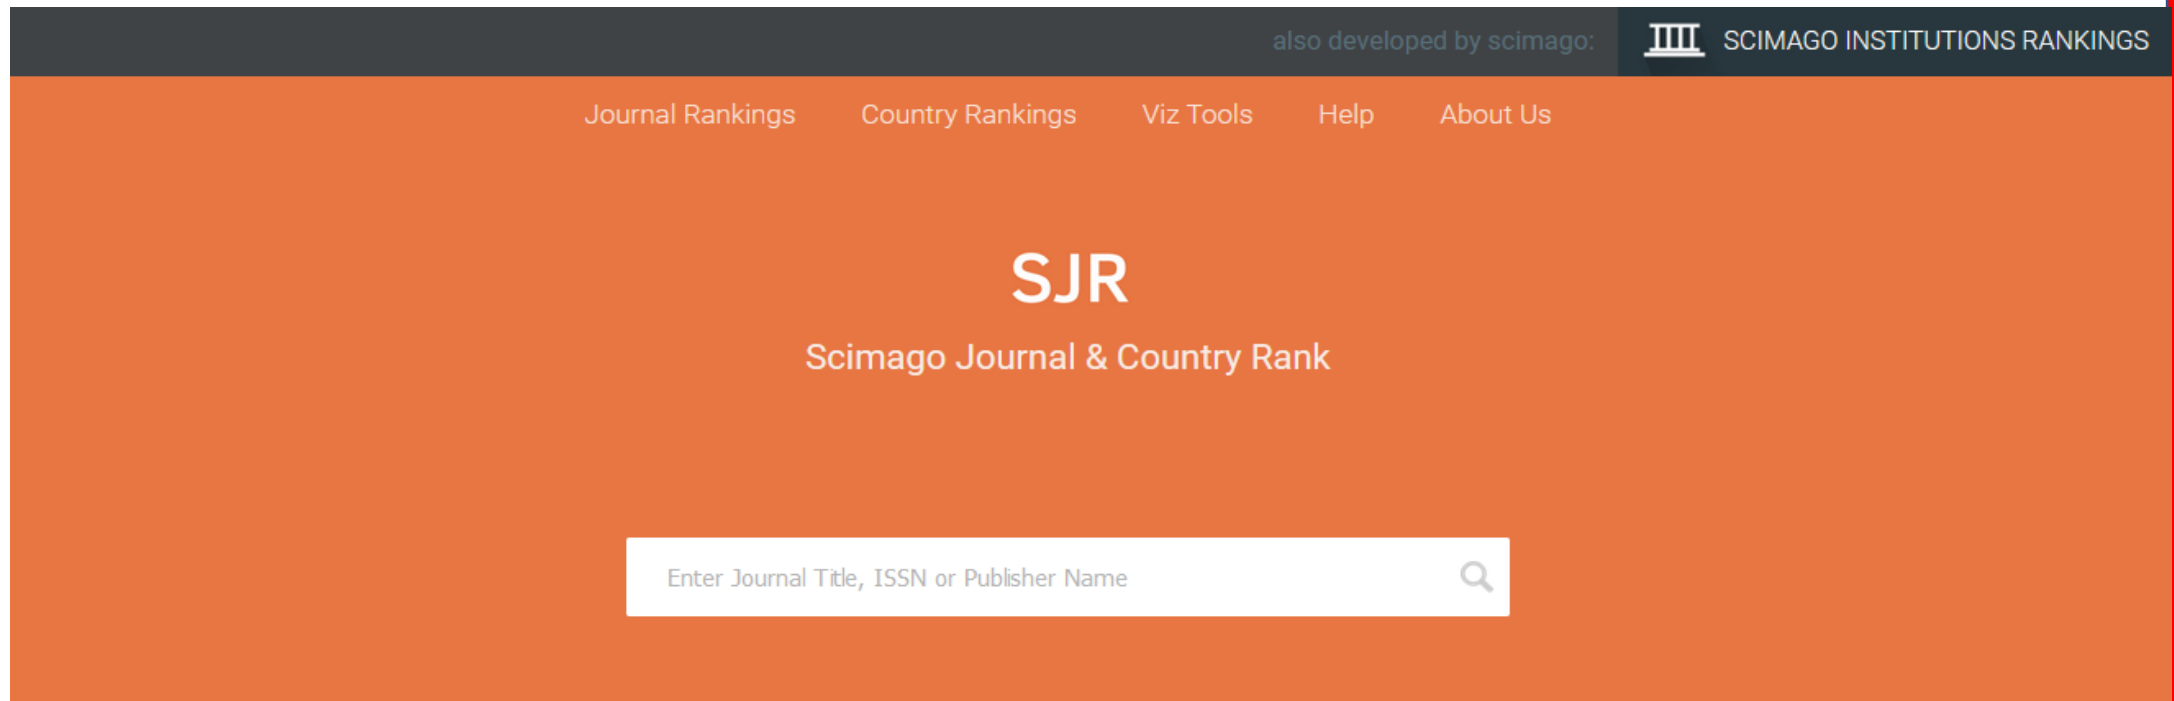 also developed by scimago:
SCIMAGO INSTITUTIONS RANKINGS
Journal Rankings
Country Rankings
Viz Tools
Help
About Us
SJR
Scimago Journal & Country Rank
Enter Journal Title, ISSN or Publisher Name